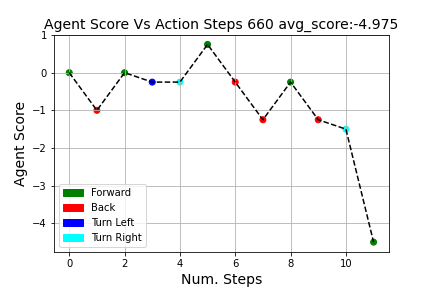 Agent Score Vs Action Steps 660 avg_score:-4.975
Agent Score
1
0
−1
−2
−3
−4
Forward
Back
Turn Left
Turn Right
0 2 4 6 8 10
Num. Steps